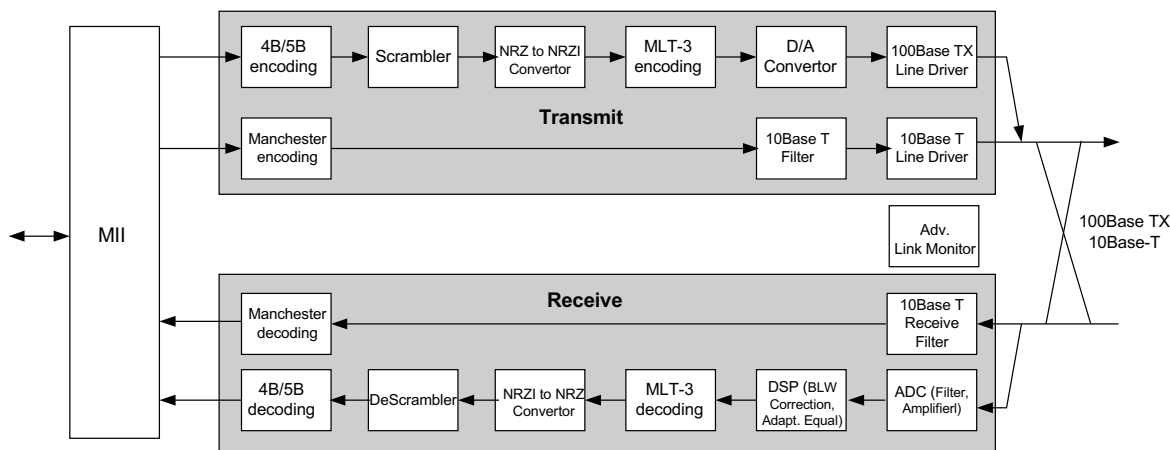 4B/5B
encoding
Scrambler
NRZ to NRZI
Convertor
MLT-3
encoding
D/A
Convertor
100Base TX
Line Driver
Transmit
Manchester
encoding
10Base T
Filter
10Base T
Line Driver
MII
Adv.
Link Monitor
100Base TX
10Base-T
Receive
Manchester
decoding
10Base T
Receive
Filter
4B/5B
decoding
DeScrambler
NRZI to NRZ
Convertor
MLT-3
decoding
DSP (BLW
Correction,
Adapt. Equal)
ADC (Filter,
Amplifierl)